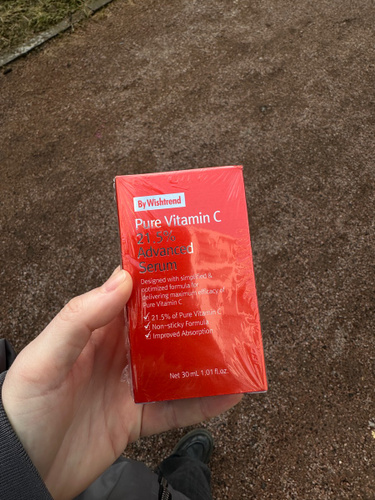 By Wishtrend
Pure Vitamin C
21.5%
Advanced
Serum
Designed with simplified &
optimized formula for
delivering maximum efficacy of
Pure Vitamin C
21.5% of Pure Vitamin C
Non-sticky Formula
Improved Absorption
Net 30 mL 1.01 fl.oz.